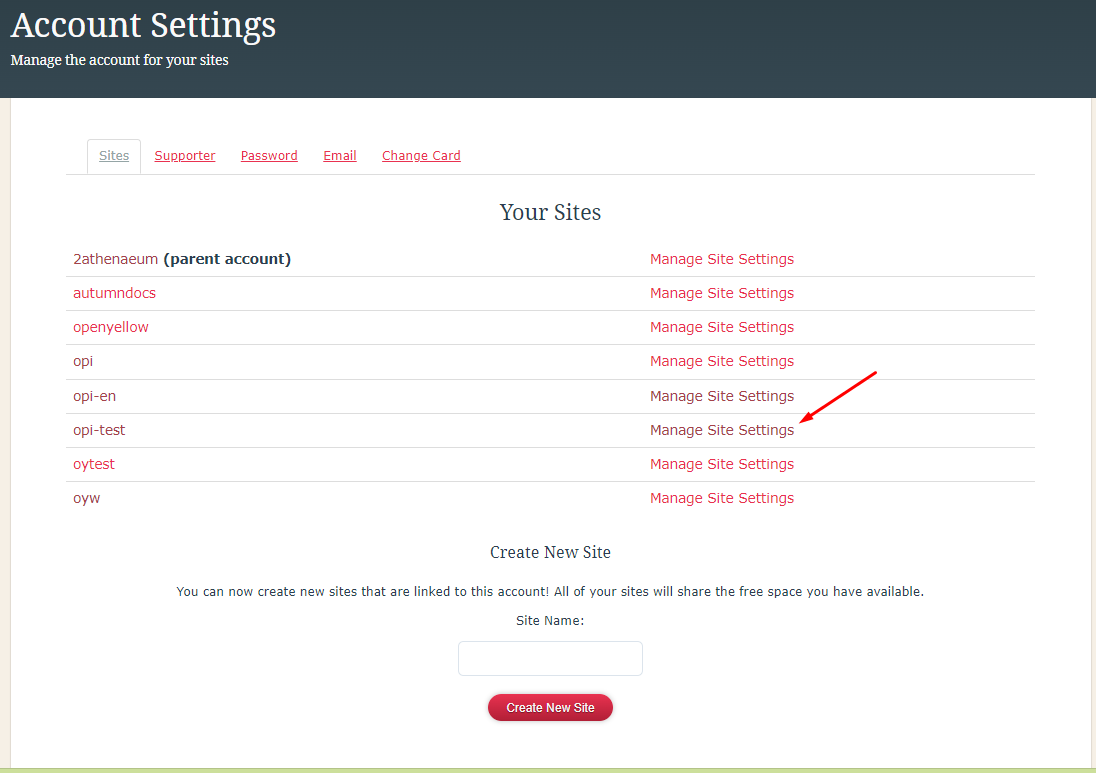 Account Settings
Manage the account for your sites
Sites Supporter Password Email Change Card
Your Sites
2athenaeum (parent account) Manage Site Settings
autumndocs Manage Site Settings
openyellow Manage Site Settings
opi Manage Site Settings
opi-en Manage Site Settings
opi-test Manage Site Settings
oytest Manage Site Settings
oyw Manage Site Settings
Create New Site
You can now create new sites that are linked to this account! All of your sites will share the free space you have available.
Site Name:
Create New Site